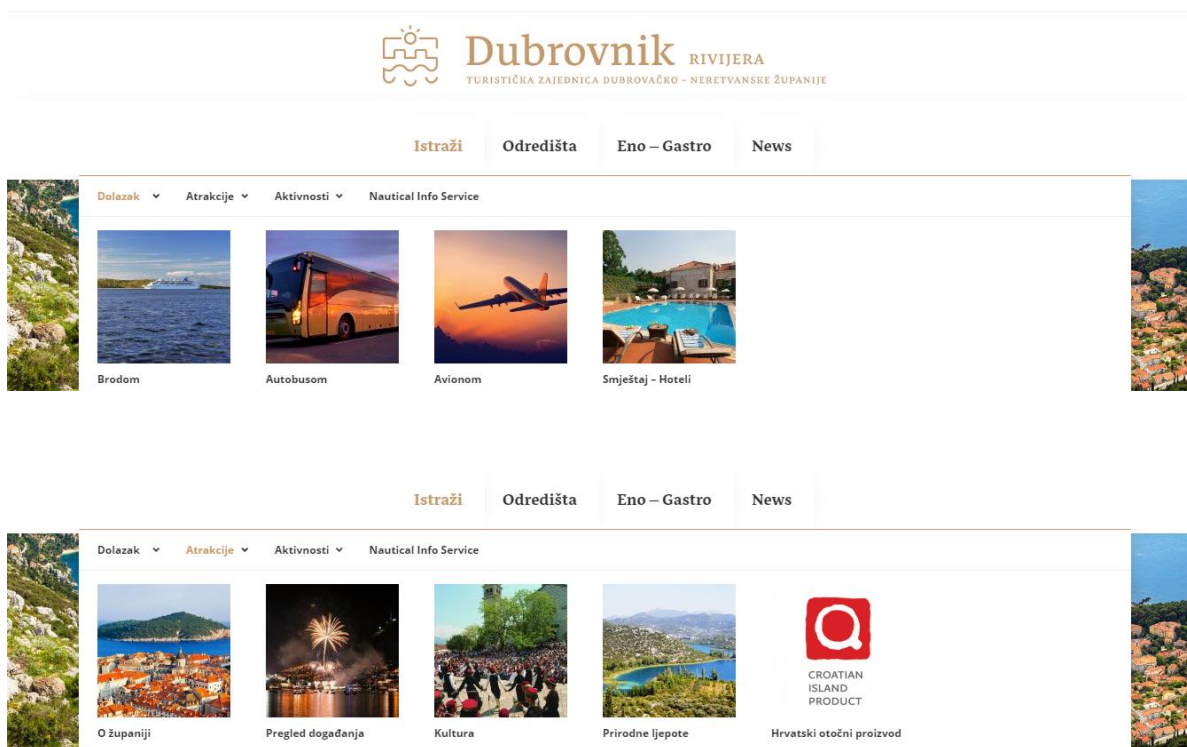 Dubrovnik RIVIJERA
TURISTIČKA ZAJEDNICA DUBROVAČKO - NERETVANSKE ŽUPANIJE
Istraži Odredišta Eno – Gastro News
Dolazak Atrakcije Aktivnosti Nautical Info Service
Brodom Autobusom Avionom Smještaj – Hoteli
Istraži Odredišta Eno – Gastro News
Dolazak Atrakcije Aktivnosti Nautical Info Service
CROATIAN
ISLAND
PRODUCT
O županiji Pregled događanja Kultura Prirodne ljepote Hrvatski otočni proizvod